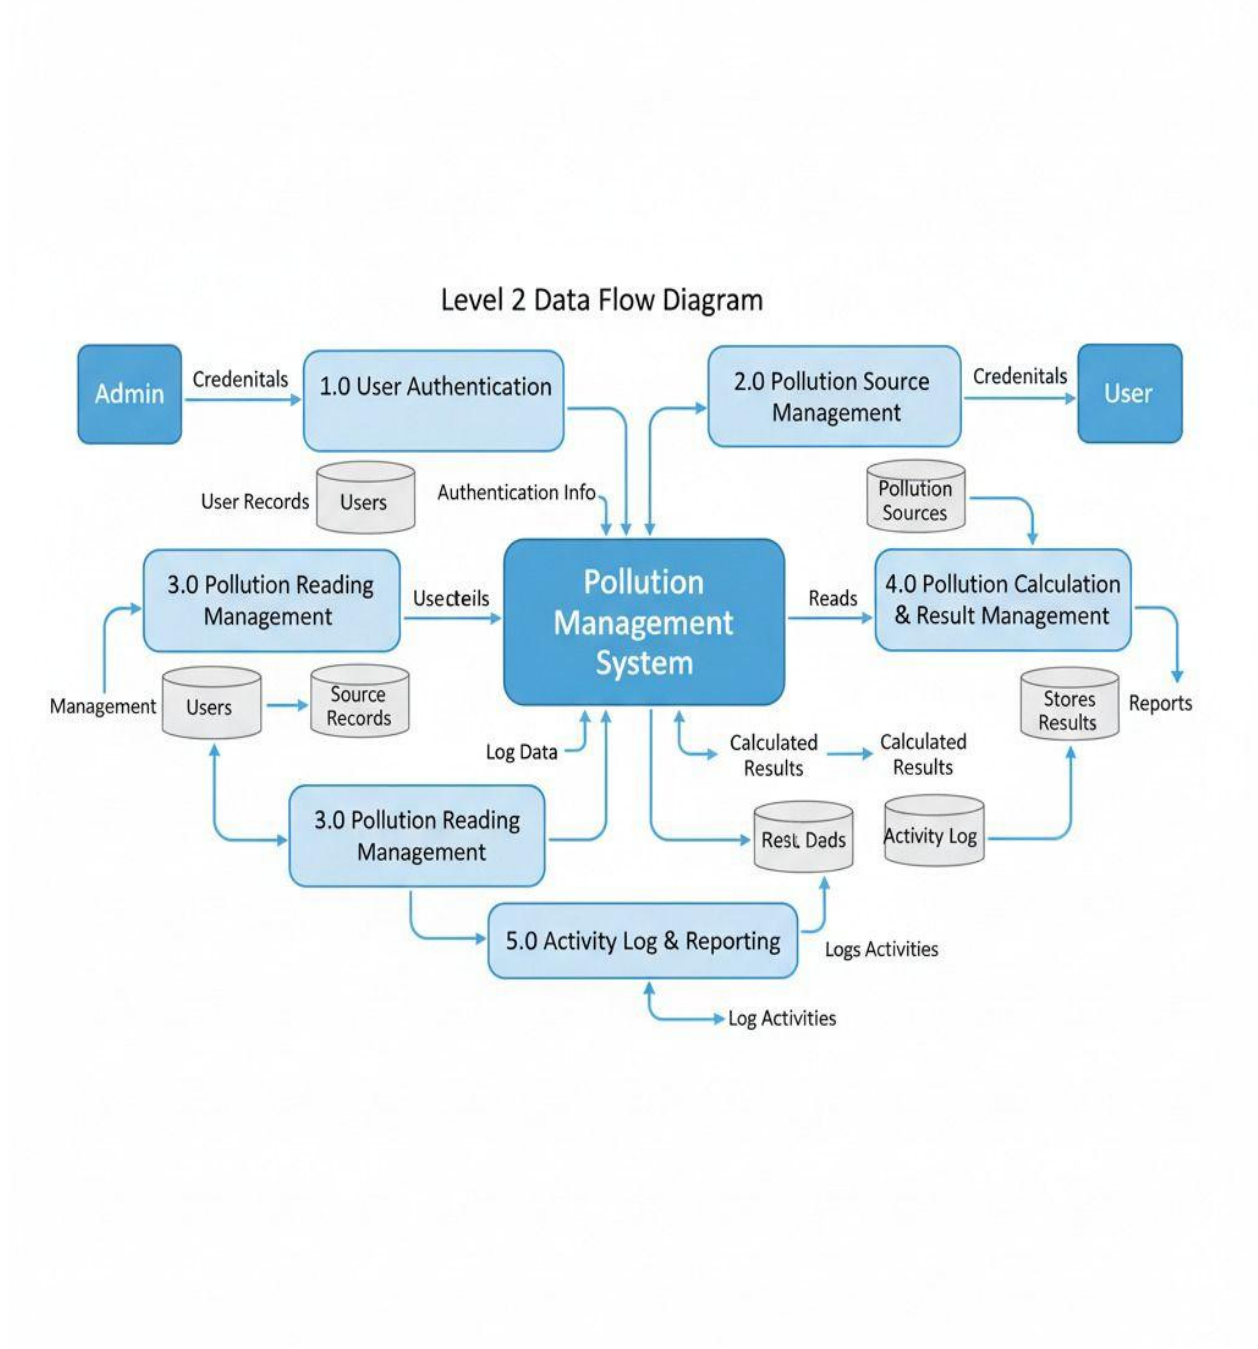 Level 2 Data Flow Diagram
Admin
Credenitals
1.0 User Authentication
2.0 Pollution Source
Management
Credenitals
User
User Records
Users
Authentication Info
Pollution
Sources
3.0 Pollution Reading
Management
Pollution
Management
System
Reads
4.0 Pollution Calculation
& Result Management
Management
Users
Source
Records
Stores
Results
Reports
Log Data
Calculated
Results
Calculated
Results
3.0 Pollution Reading
Management
Dads
Activity Log
5.0 Activity Log & Reporting
Logs Activities
Log Activities